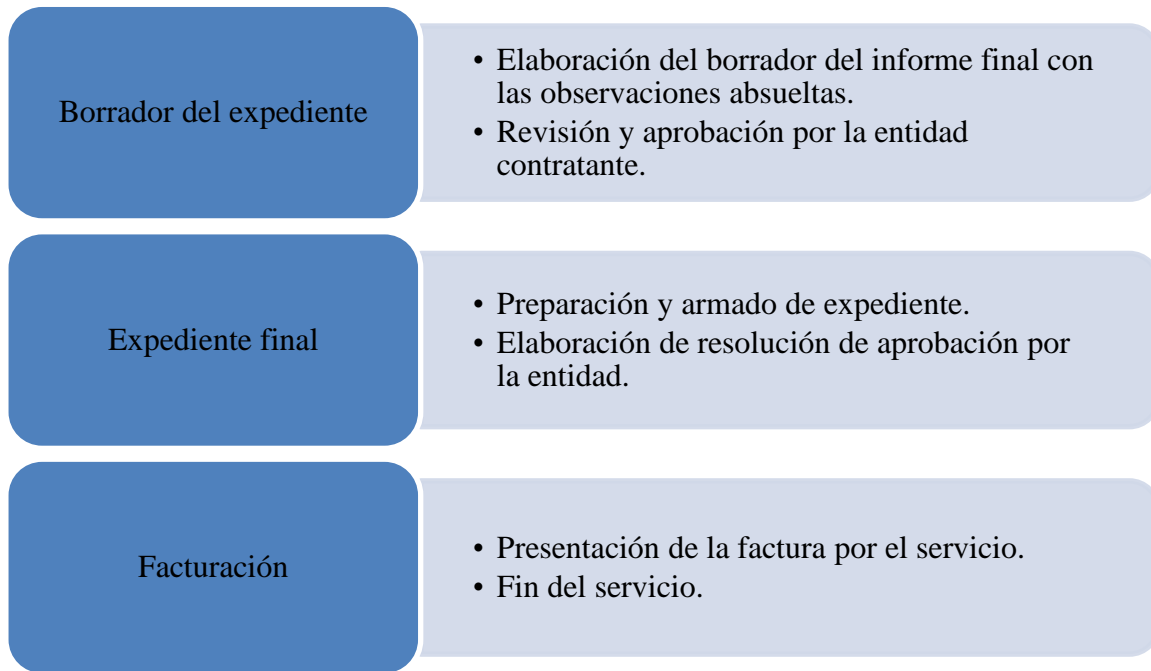 Borrador del expediente
• Elaboración del borrador del informe final con
las observaciones absueltas.
• Revisión y aprobación por la entidad
contratante.
Expediente final
• Preparación y armado de expediente.
• Elaboración de resolución de aprobación por
la entidad.
Facturación
• Presentación de la factura por el servicio.
• Fin del servicio.